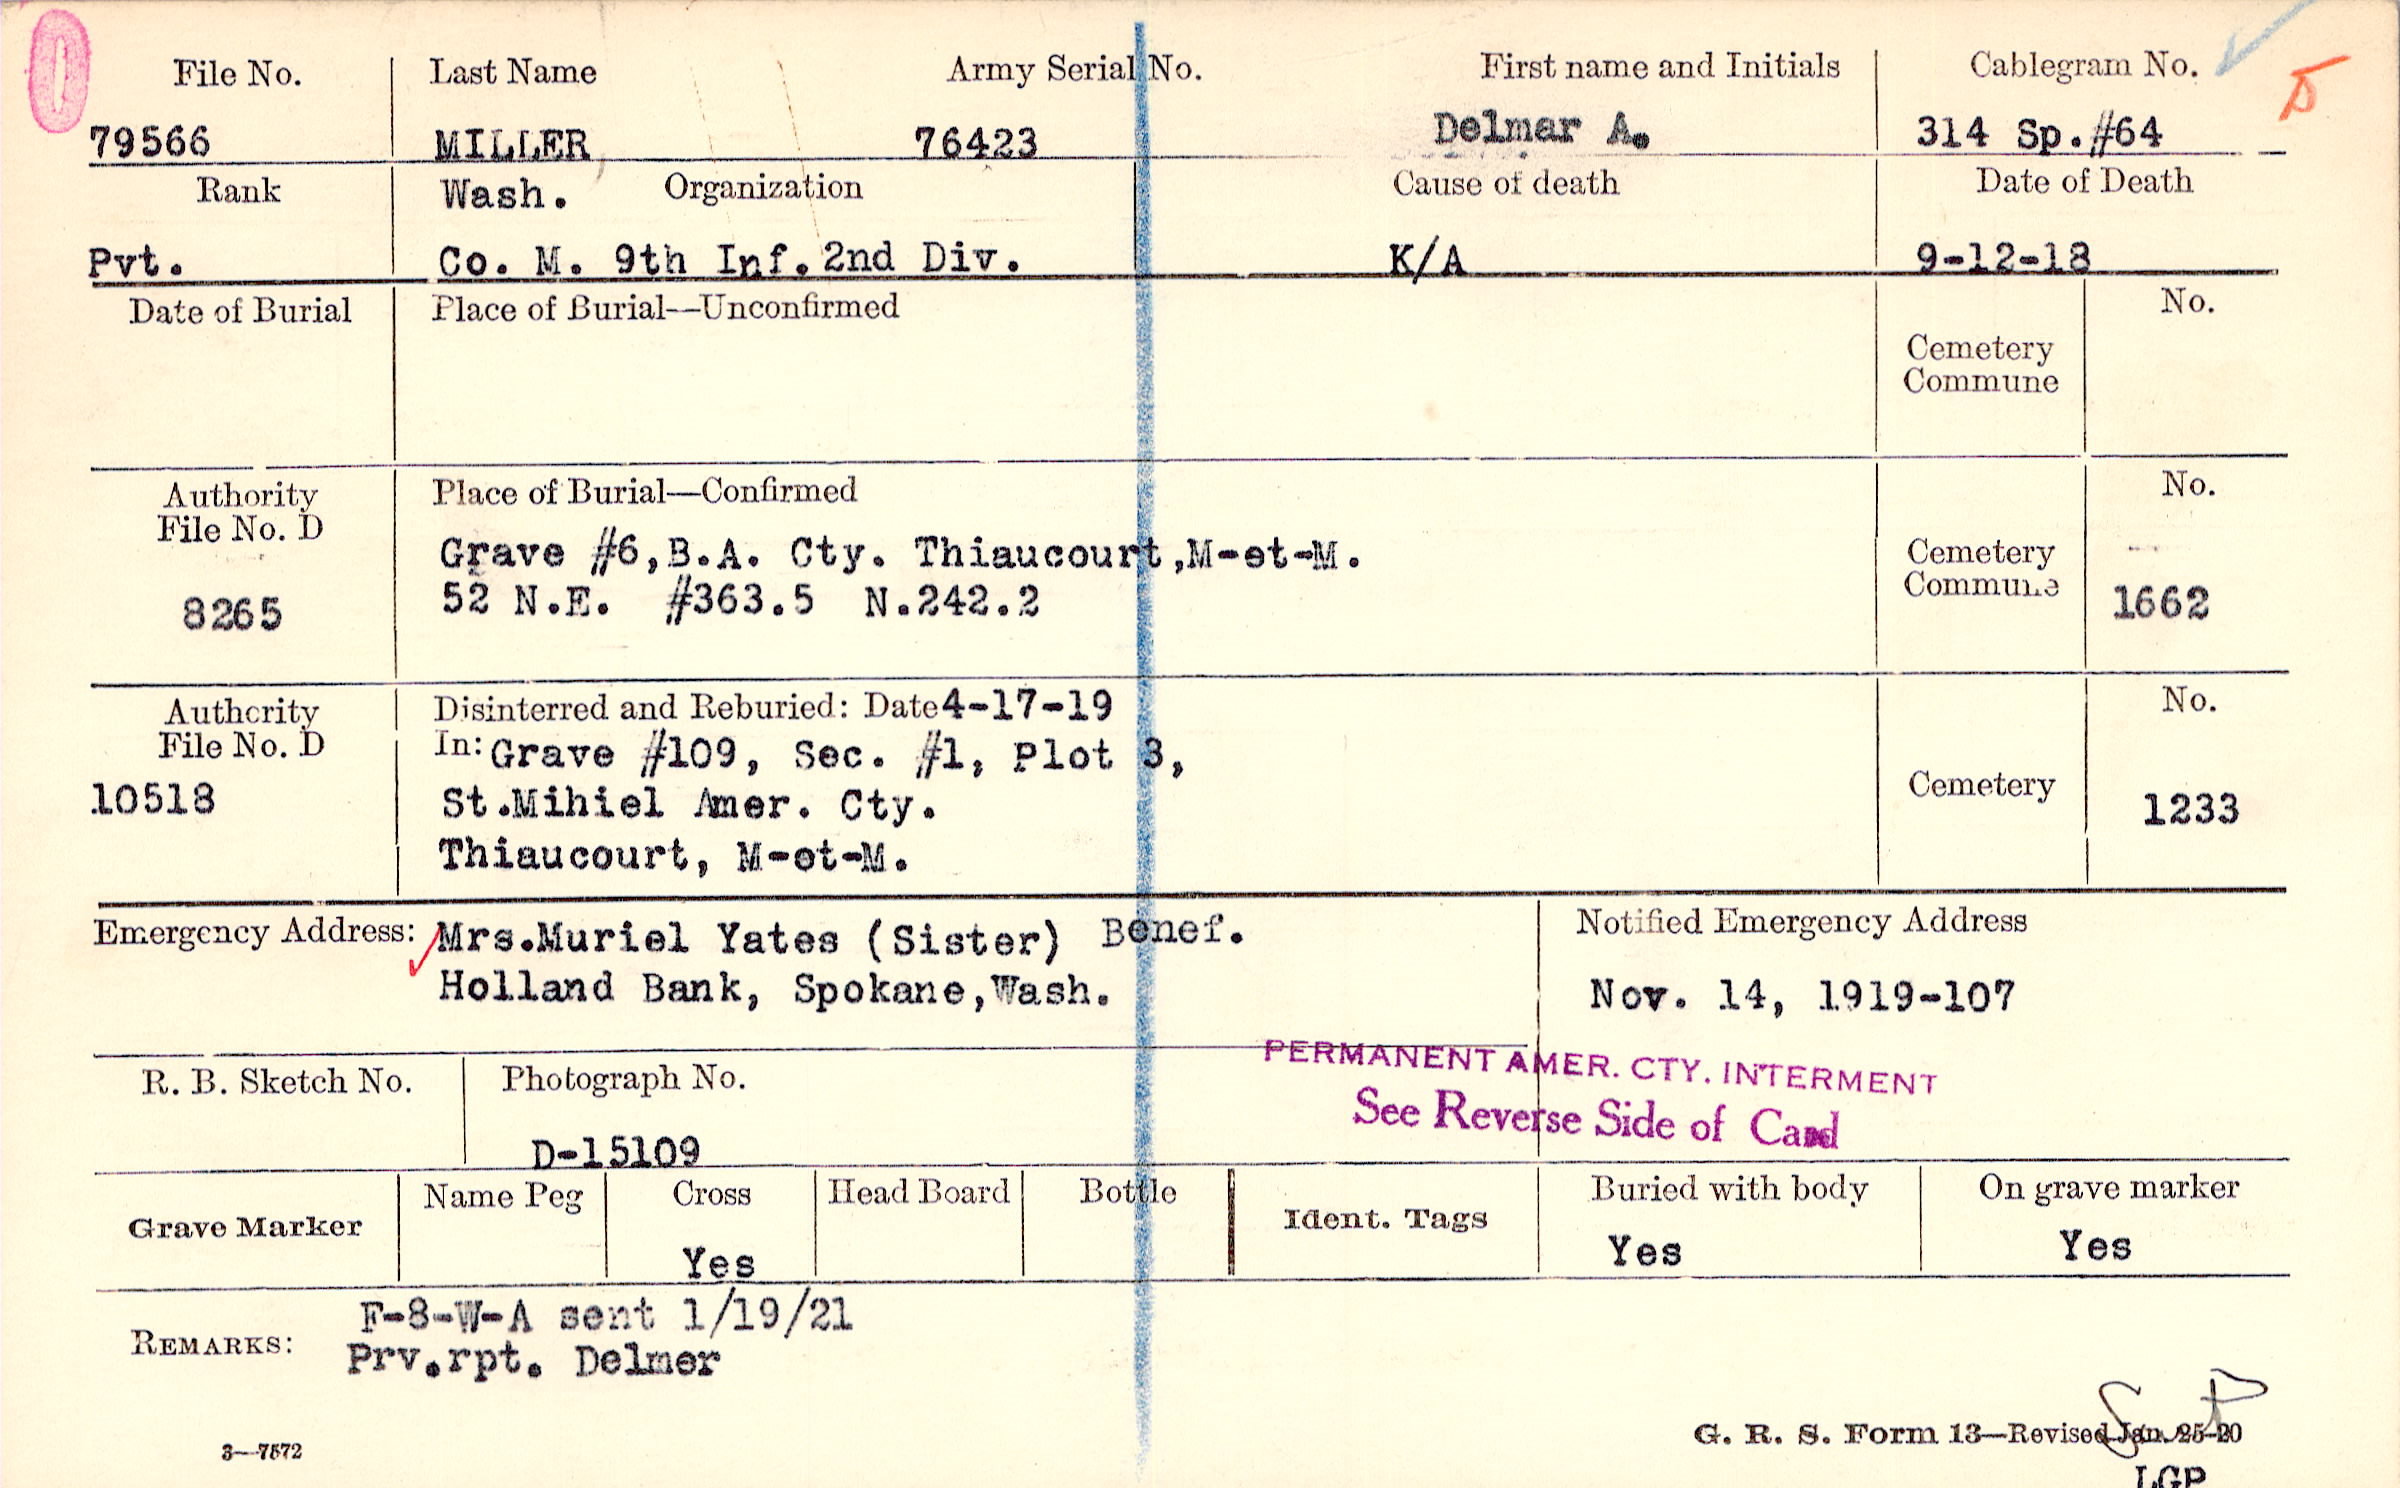 File No. Last Name Army Serial No. First name and Initials Cablegram No.
79566 MILLER, 76423 Delmar A. 314 Sp.#64
Rank Wash. Organization Cause of death Date of Death
Pvt. Co. M. 9th Inf. 2nd Div. K/A 9-12-18
Date of Burial Place of Burial—Unconfirmed No.
Cemetery
Commune
Authority Place of Burial—Confirmed No.
File No. D
Grave #6,B.A. Cty. Thiaucourt,M-et-M. Cemetery
8265 52 N.E. #363.5 N.242.2 Commune 1662
Authority Disinterred and Reburied: Date 4-17-19 No.
File No. D In: Grave #109, Sec. #1, Plot 3,
10518 St.Mihiel Amer. Cty. Cemetery 1233
Thiaucourt, M-et-M.
Emergency Address: Mrs.Muriel Yates (Sister) Benef. Notified Emergency Address
Holland Bank, Spokane,Wash. Nov. 14, 1919-107
PERMANENT AMER. CTY. INTERMENT
R. B. Sketch No. Photograph No. See Reverse Side of Card
D-15109
Grave Marker Name Peg Cross Head Board Bottle Ident. Tags Buried with body On grave marker
Yes Yes Yes
REMARKS: F-8-W-A sent 1/19/21
Prv.rpt. Delmer
3—7572 G. R. S. Form 13—Revised Jan. 25-20
LGP